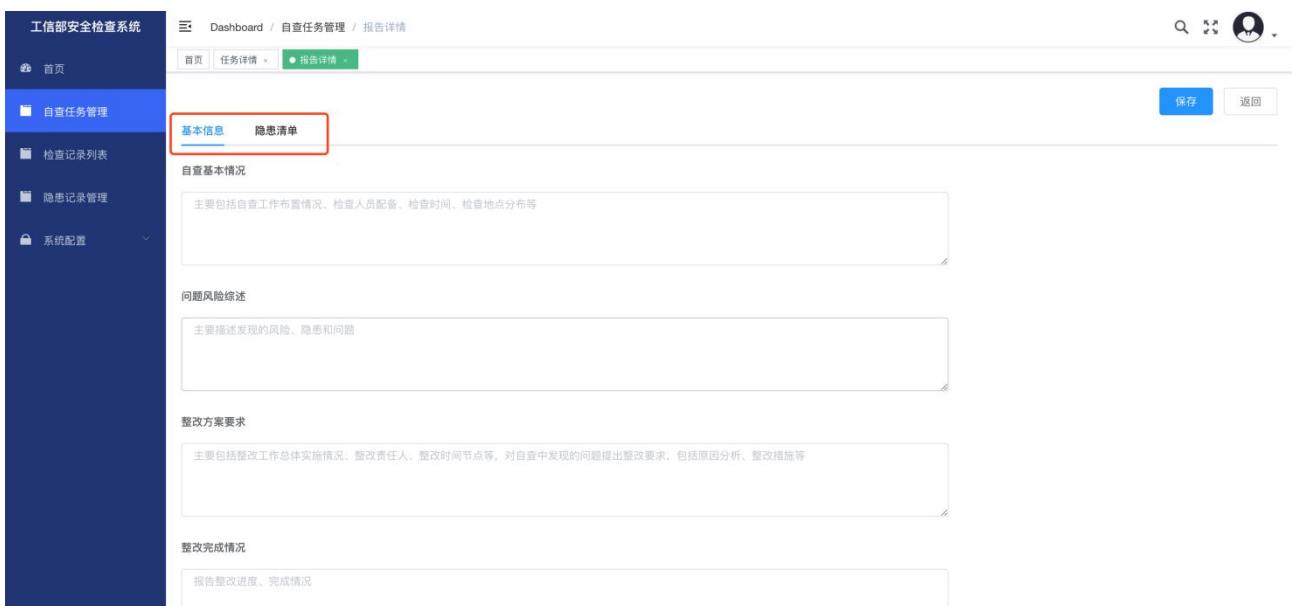 工信部安全检查系统
Dashboard / 自查任务管理 / 报告详情
首页
任务详情 ×
报告详情 ×
首页
自查任务管理
检查记录列表
隐患记录管理
系统配置
保存
返回
基本信息
隐患清单
自查基本情况
主要包括自查工作布置情况、检查人员配备、检查时间、检查地点分布等
问题风险综述
主要描述发现的风险、隐患和问题
整改方案要求
主要包括整改工作总体实施情况、整改责任人、整改时间节点等，对自查中发现的问题提出整改要求，包括原因分析、整改措施等
整改完成情况
报告整改进度、完成情况